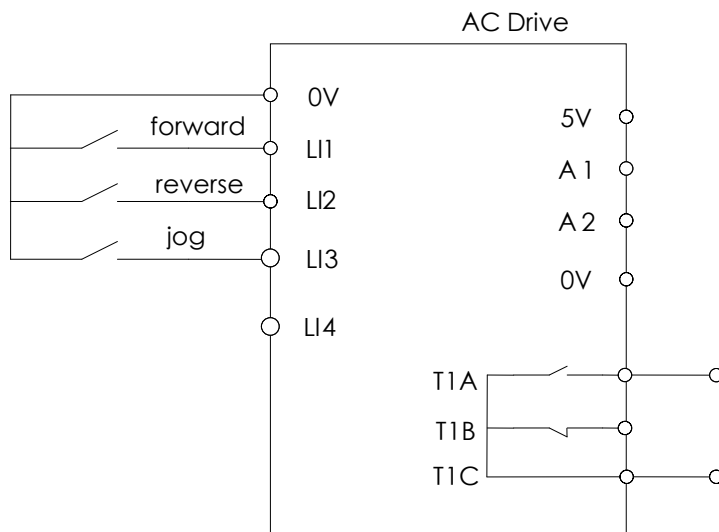 AC Drive
0V
forward
LI1
reverse
LI2
jog
LI3
LI4
5V
A 1
A 2
0V
T1A
T1B
T1C